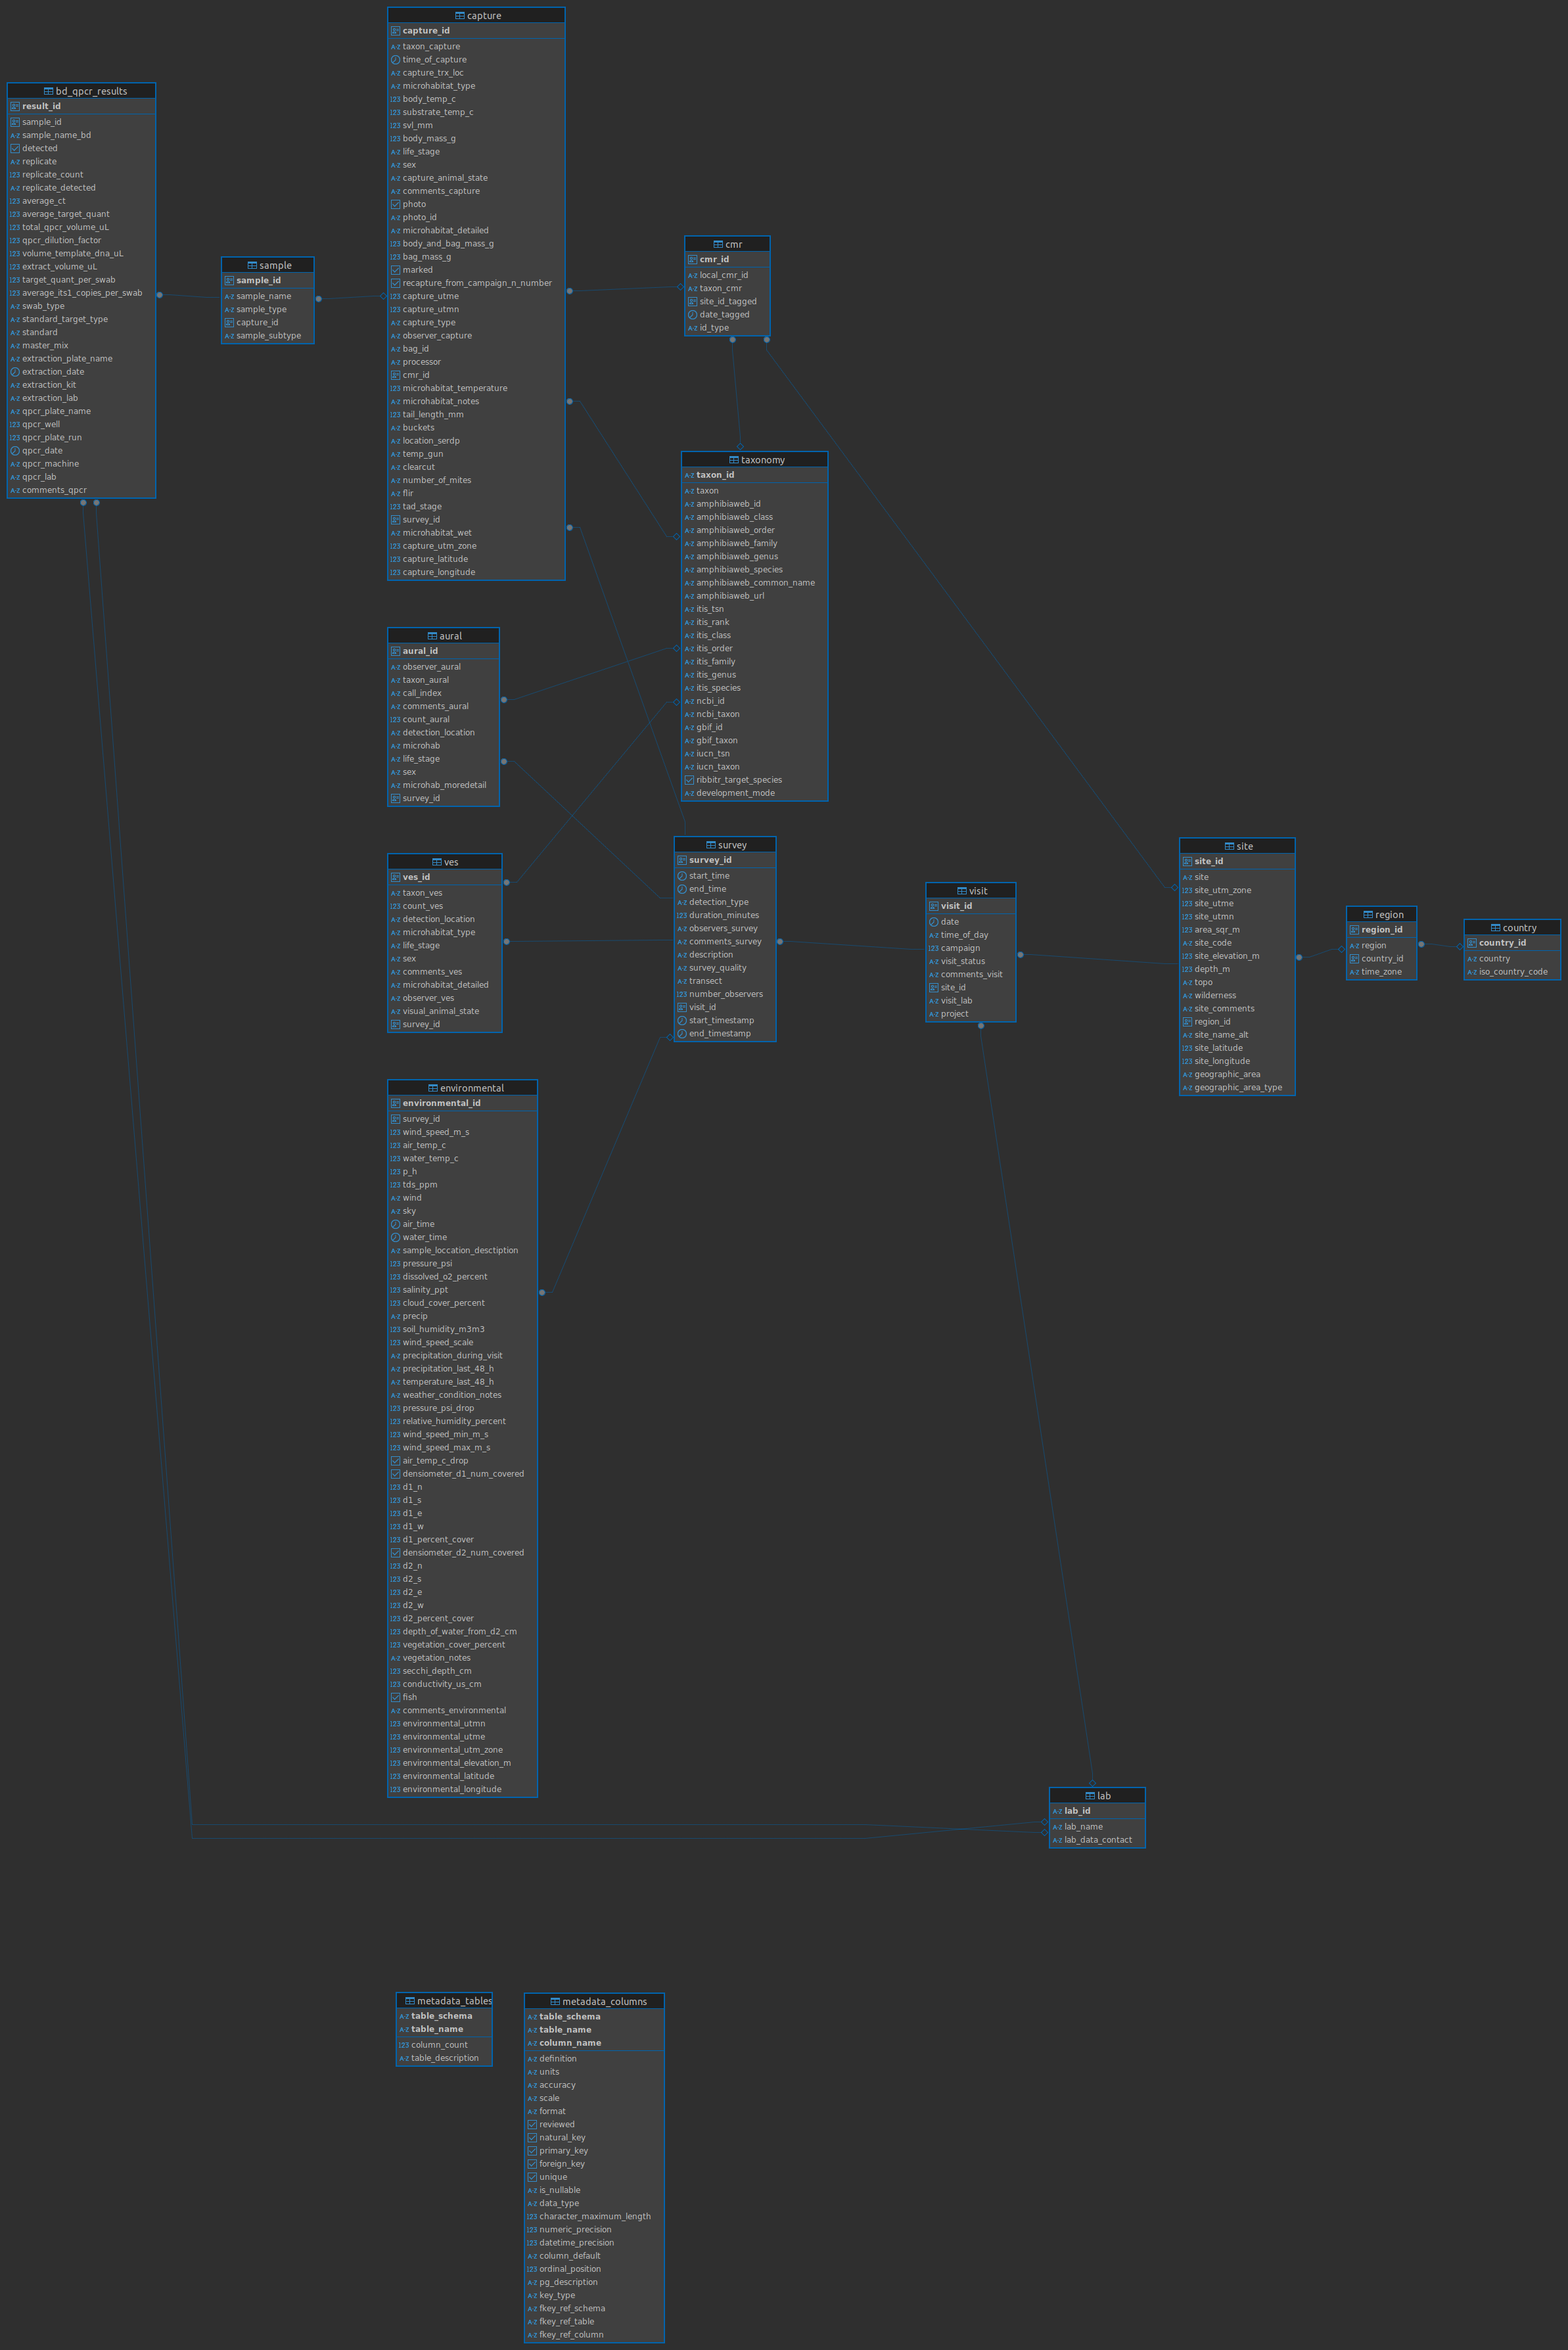 capture
capture_id
taxon_capture
time_of_capture
capture_trx_loc
microhabitat_type
body_temp_c
substrate_temp_c
svl_mm
body_mass_g
life_stage
sex
capture_animal_state
comments_capture
photo
photo_id
microhabitat_detailed
body_and_bag_mass_g
bag_mass_g
marked
recapture_from_campaign_n_number
capture_utme
capture_utmn
capture_type
observer_capture
bag_id
processor
cmr_id
microhabitat_temperature
microhabitat_notes
tail_length_mm
buckets
location_serdp
temp_gun
clearcut
number_of_mites
flir
tad_stage
survey_id
microhabitat_wet
capture_utm_zone
capture_latitude
capture_longitude
bd_qpcr_results
result_id
sample_id
sample_name_bd
detected
replicate
replicate_count
replicate_detected
average_ct
average_target_quant
total_qpcr_volume_uL
qpcr_dilution_factor
volume_template_dna_uL
extract_volume_uL
target_quant_per_swab
average_its1_copies_per_swab
swab_type
standard_target_type
standard
master_mix
extraction_plate_name
extraction_date
extraction_kit
extraction_lab
qpcr_plate_name
qpcr_well
qpcr_plate_run
qpcr_date
qpcr_machine
qpcr_lab
comments_qpcr
sample
sample_id
sample_name
sample_type
capture_id
sample_subtype
cmr
cmr_id
local_cmr_id
taxon_cmr
site_id_tagged
date_tagged
id_type
taxonomy
taxon_id
taxon
amphibiaweb_id
amphibiaweb_class
amphibiaweb_order
amphibiaweb_family
amphibiaweb_genus
amphibiaweb_species
amphibiaweb_common_name
amphibiaweb_url
itis_tsn
itis_rank
itis_class
itis_order
itis_family
itis_genus
itis_species
ncbi_id
ncbi_taxon
gbif_id
gbif_taxon
iucn_tsn
iucn_taxon
ribbitr_target_species
development_mode
aural
aural_id
observer_aural
taxon_aural
call_index
comments_aural
count_aural
detection_location
microhab
life_stage
sex
microhab_moredetail
survey_id
ves
ves_id
taxon_ves
count_ves
detection_location
microhabitat_type
life_stage
sex
comments_ves
microhabitat_detailed
observer_ves
visual_animal_state
survey_id
survey
survey_id
start_time
end_time
detection_type
duration_minutes
observers_survey
comments_survey
description
survey_quality
transect
number_observers
visit_id
start_timestamp
end_timestamp
visit
visit_id
date
time_of_day
campaign
visit_status
comments_visit
site_id
visit_lab
project
site
site_id
site
site_utm_zone
site_utme
site_utmn
area_sqr_m
site_code
site_elevation_m
depth_m
topo
wilderness
site_comments
region_id
site_name_alt
site_latitude
site_longitude
geographic_area
geographic_area_type
region
region_id
region
country_id
time_zone
country
country_id
country
iso_country_code
environmental
environmental_id
survey_id
wind_speed_m_s
air_temp_c
water_temp_c
p_h
tds_ppm
wind
sky
air_time
water_time
sample_loccation_desctiption
pressure_psi
dissolved_o2_percent
salinity_ppt
cloud_cover_percent
precip
soil_humidity_m3m3
wind_speed_scale
precipitation_during_visit
precipitation_last_48_h
temperature_last_48_h
weather_condition_notes
pressure_psi_drop
relative_humidity_percent
wind_speed_min_m_s
wind_speed_max_m_s
air_temp_c_drop
densiometer_d1_num_covered
d1_n
d1_s
d1_e
d1_w
d1_percent_cover
densiometer_d2_num_covered
d2_n
d2_s
d2_e
d2_w
d2_percent_cover
depth_of_water_from_d2_cm
vegetation_cover_percent
vegetation_notes
secchi_depth_cm
conductivity_us_cm
fish
comments_environmental
environmental_utmn
environmental_utme
environmental_utm_zone
environmental_elevation_m
environmental_latitude
environmental_longitude
lab
lab_id
lab_name
lab_data_contact
metadata_tables
table_schema
table_name
column_count
table_description
metadata_columns
table_schema
table_name
column_name
definition
units
accuracy
scale
format
reviewed
natural_key
primary_key
foreign_key
unique
is_nullable
data_type
character_maximum_length
numeric_precision
datetime_precision
column_default
ordinal_position
pg_description
key_type
fkey_ref_schema
fkey_ref_table
fkey_ref_column